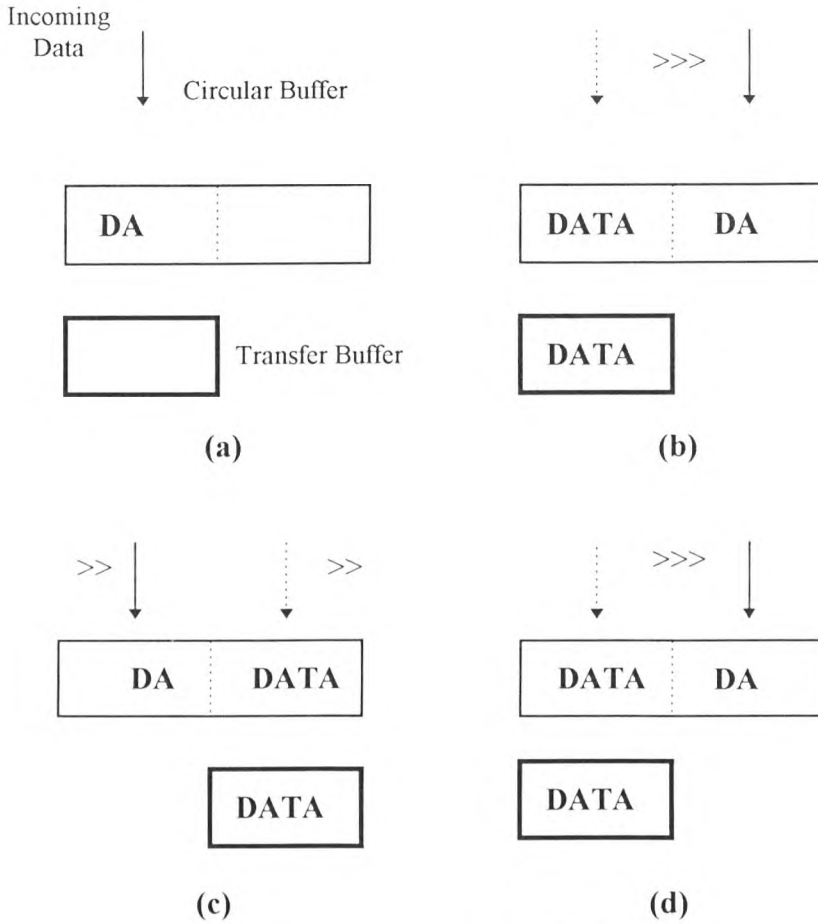 Incoming
Data
Circular Buffer
DA
Transfer Buffer
(a)
>>>
DATA DA
DATA
(b)
>> >>
DA DATA
DATA
(c)
>>>
DATA DA
DATA
(d)